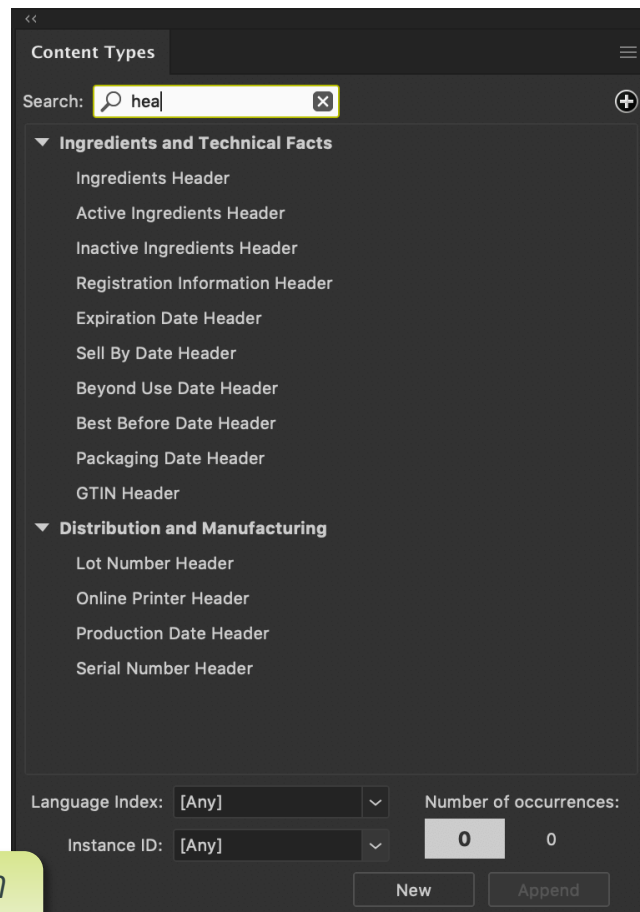 <<
Content Types
Search: hea
Ingredients and Technical Facts
Ingredients Header
Active Ingredients Header
Inactive Ingredients Header
Registration Information Header
Expiration Date Header
Sell By Date Header
Beyond Use Date Header
Best Before Date Header
Packaging Date Header
GTIN Header
Distribution and Manufacturing
Lot Number Header
Online Printer Header
Production Date Header
Serial Number Header
Language Index: [Any] Number of occurrences:
Instance ID: [Any] 0 0
New Append